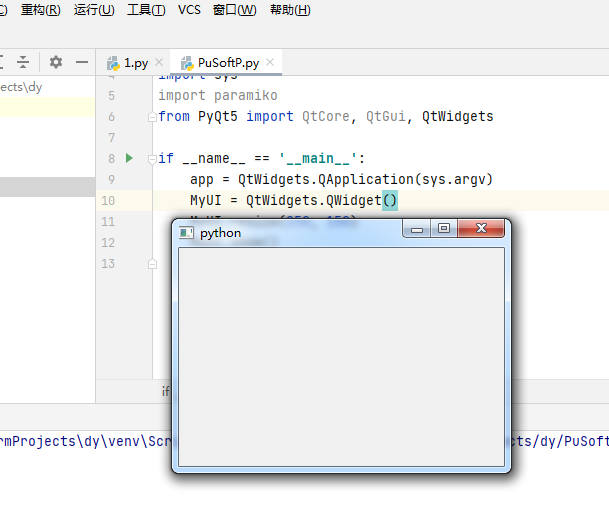 重构(R) 运行(U) 工具(T) VCS 窗口(W) 帮助(H)
1.py PuSoftP.py
ects\dy
4 import sys
5 import paramiko
6 from PyQt5 import QtCore, QtGui, QtWidgets
7
8 if __name__ == '__main__':
9 app = QtWidgets.QApplication(sys.argv)
10 MyUI = QtWidgets.QWidget()
11
12
13
python
if
rmProjects\dy\venv\Scr
cts/dy/PuSoft